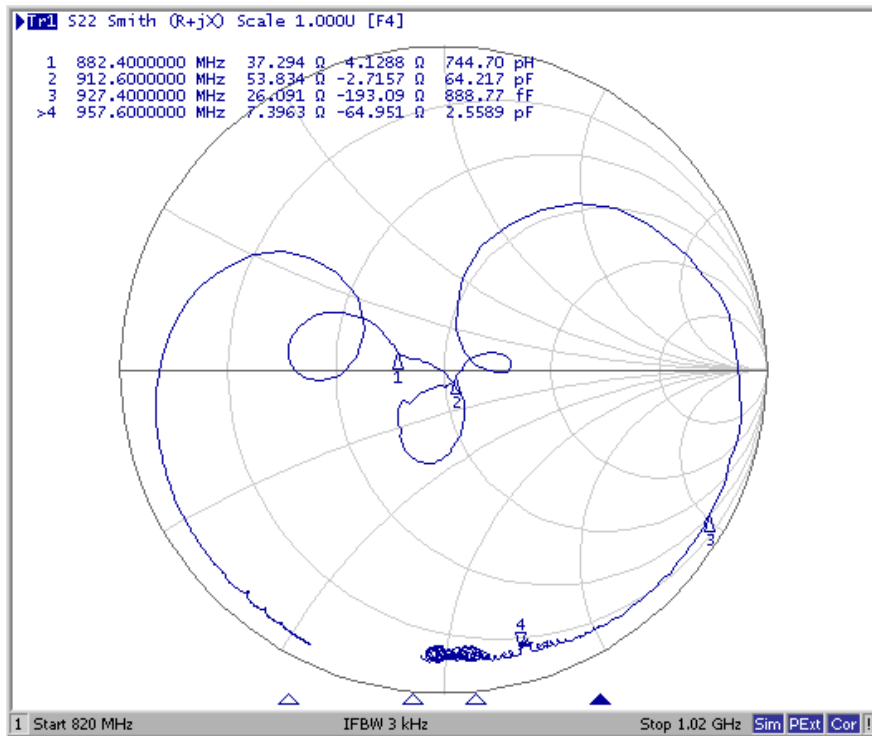 Tr1 S22 Smith (R+jX) Scale 1.000U [F4]
1 882.4000000 MHz 37.294 Ω 4.1288 Ω 744.70 pH
2 912.6000000 MHz 53.834 Ω -2.7157 Ω 64.217 pF
3 927.4000000 MHz 26.091 Ω -193.09 Ω 888.77 fF
>4 957.6000000 MHz 7.3963 Ω -64.951 Ω 2.5589 pF
1
2
3
4
1 Start 820 MHz IFBW 3 kHz Stop 1.02 GHz Sim PExt Cor !